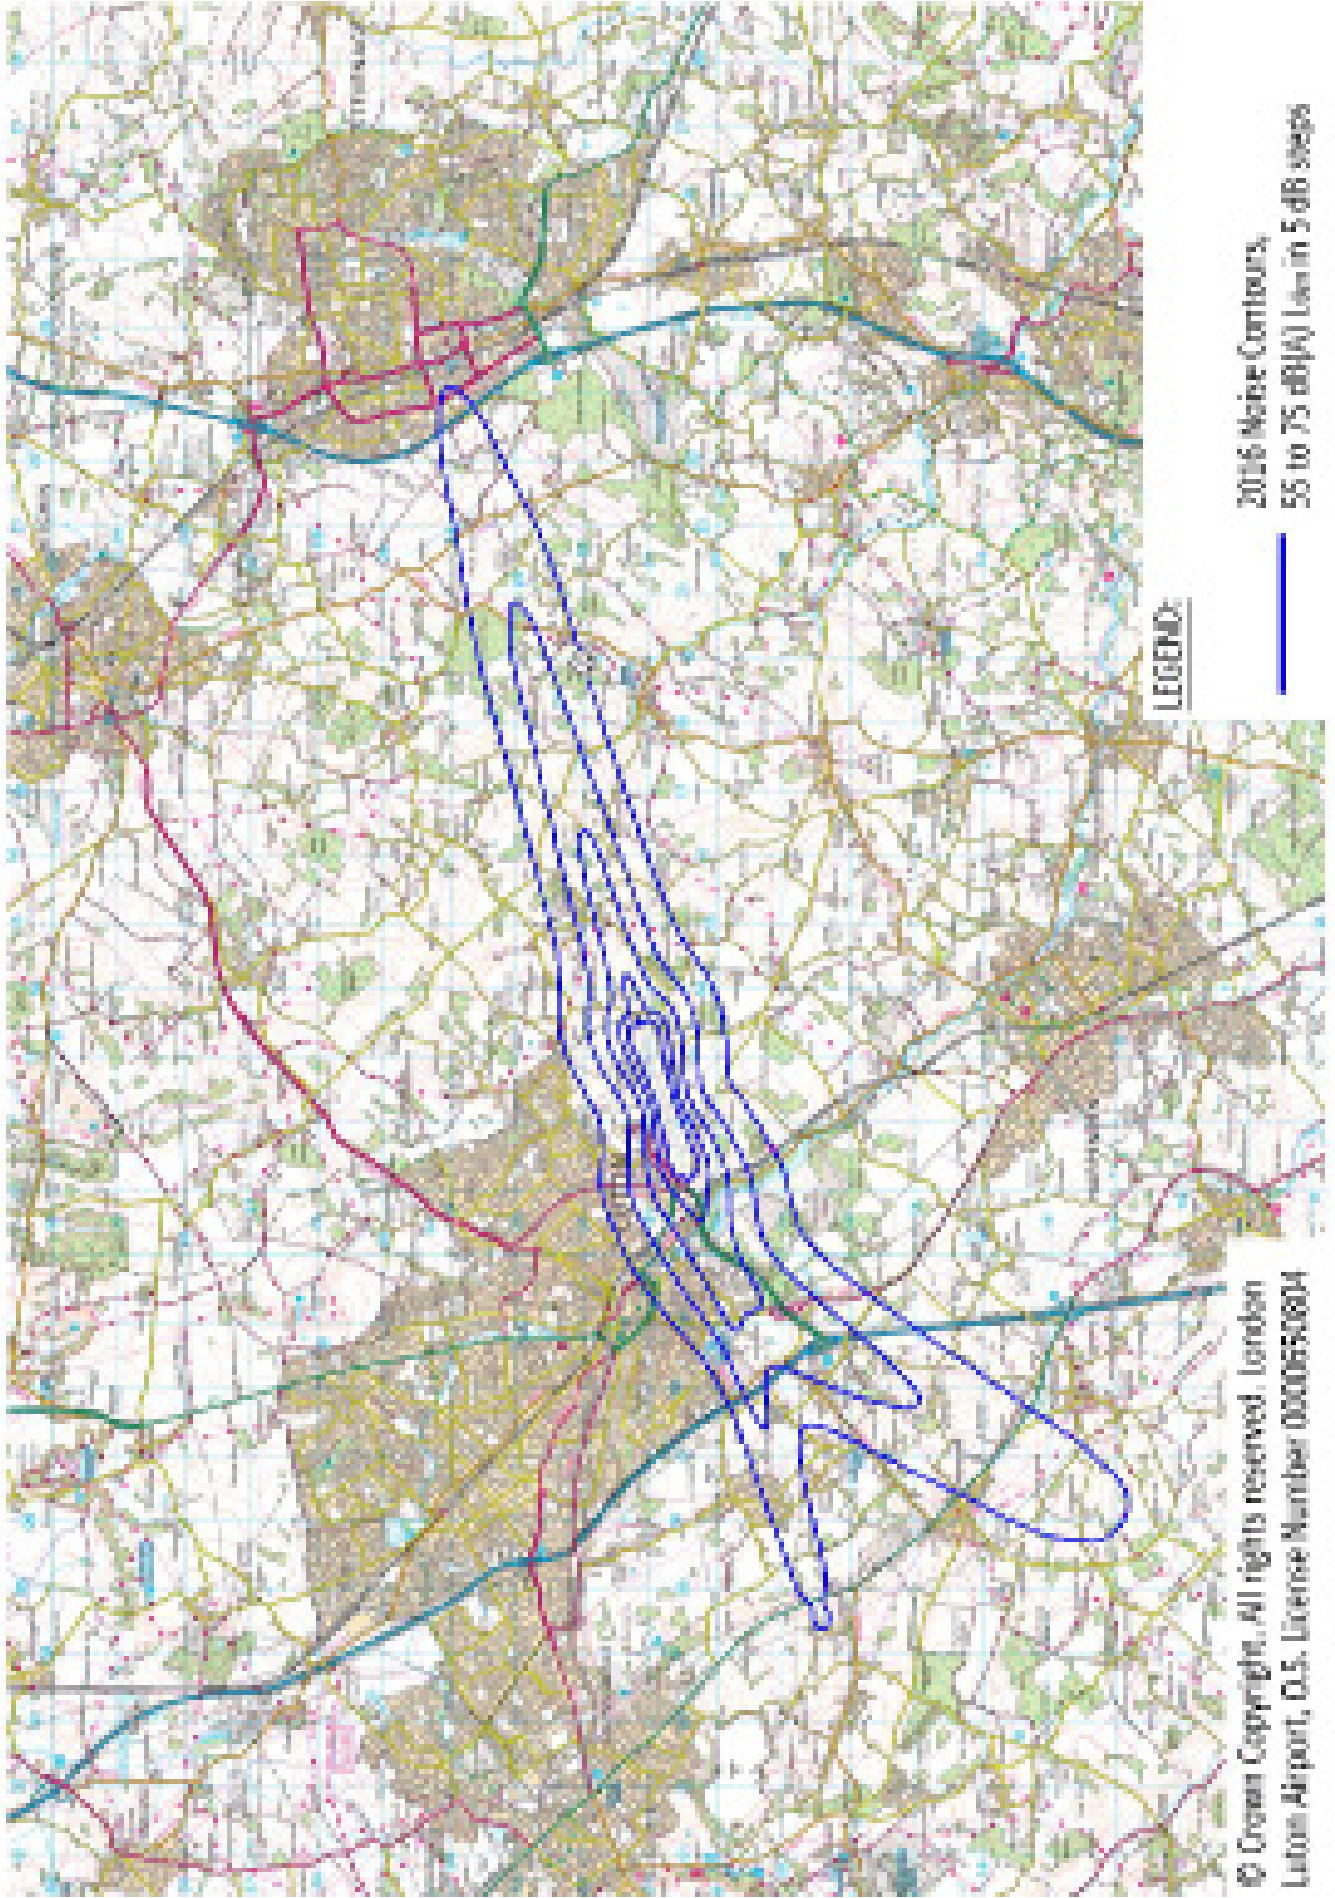 LEGEND:
2016 Noise Contours,
55 to 75 dB(A) Lden in 5 dB steps
© Crown Copyright. All rights reserved. London
Luton Airport, O.S. License Number 0000650804